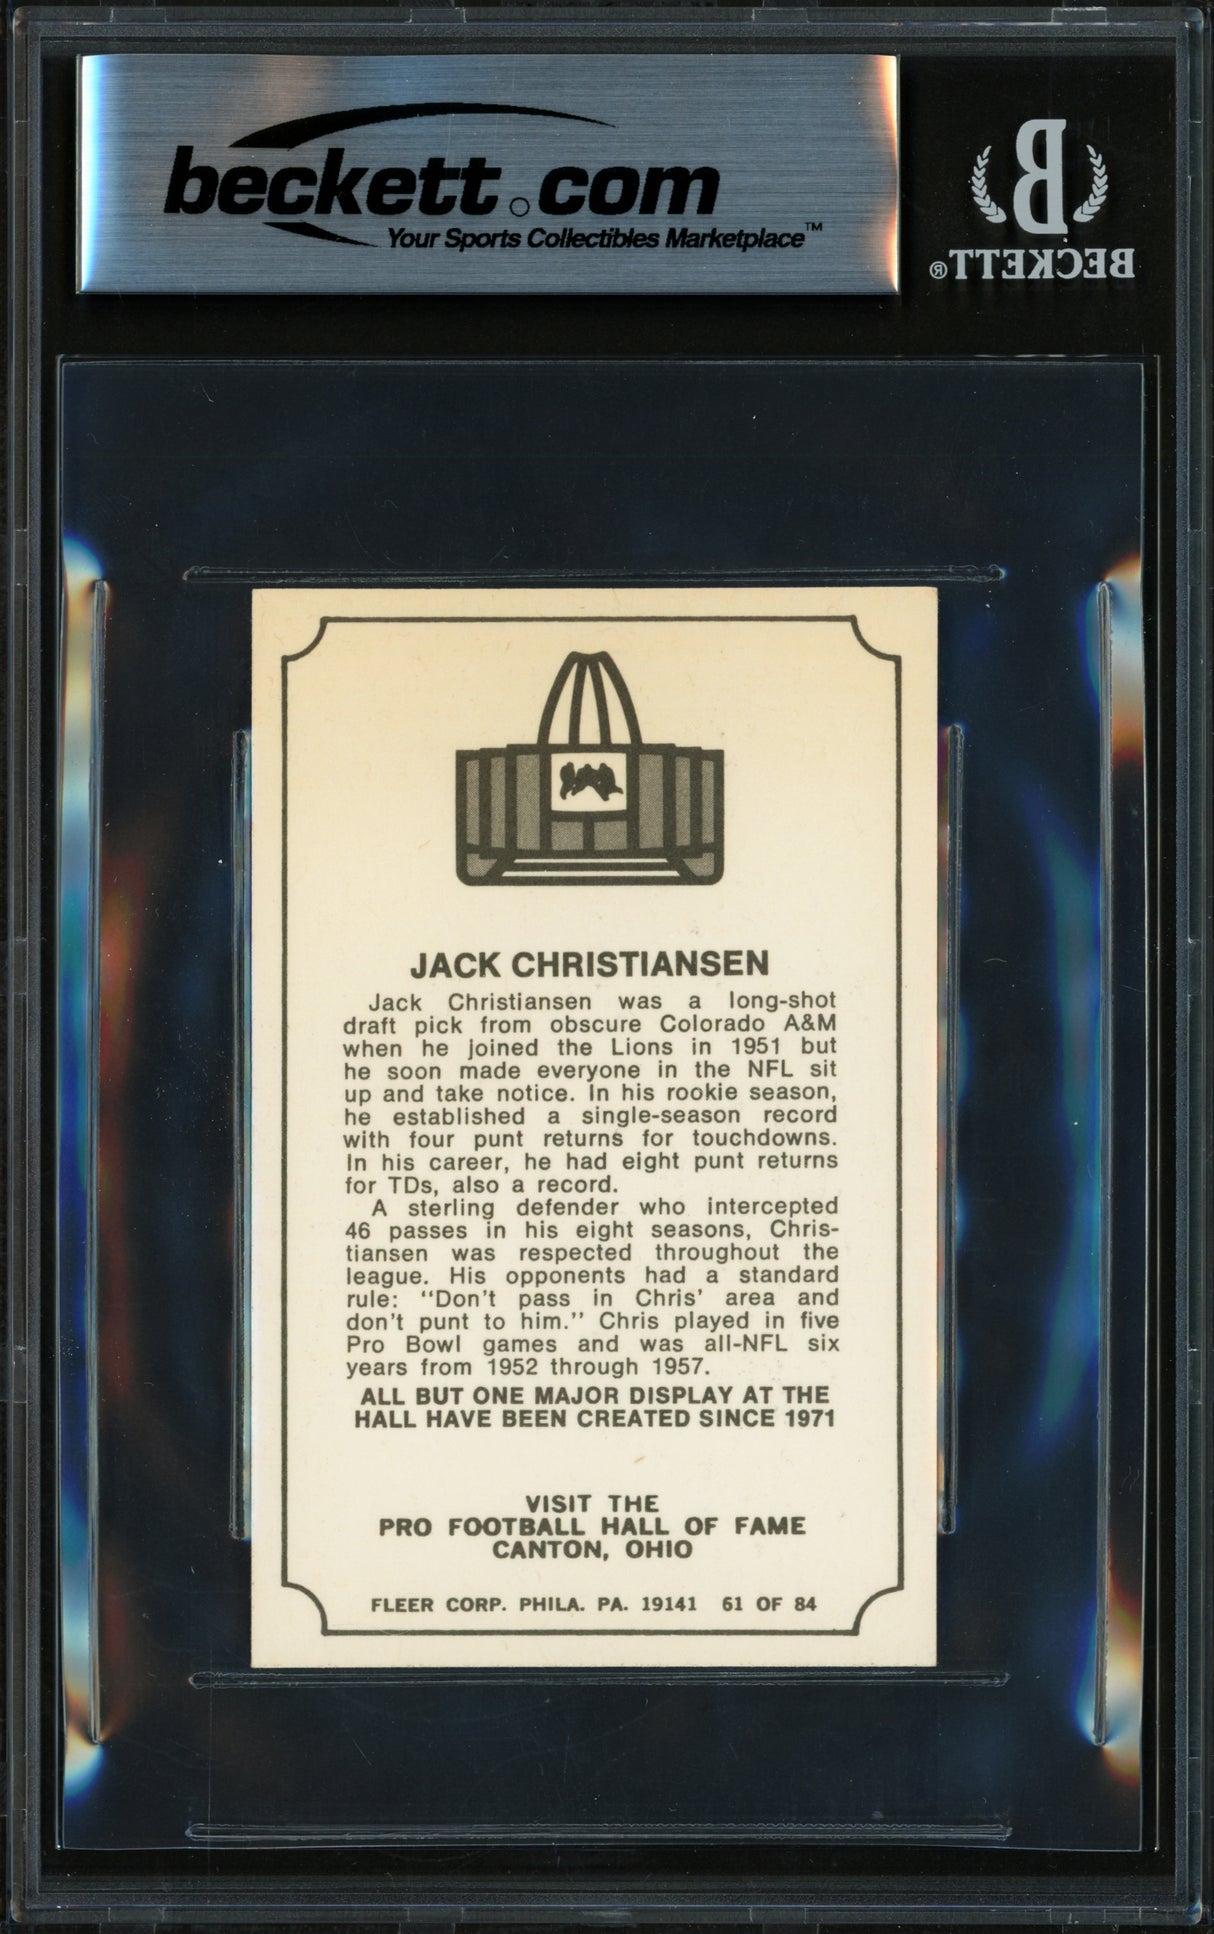 beckett.com
Your Sports Collectibles Marketplace™
B
BECKETT®
JACK CHRISTIANSEN
Jack Christiansen was a long-shot
draft pick from obscure Colorado A&M
when he joined the Lions in 1951 but
he soon made everyone in the NFL sit
up and take notice. In his rookie season,
he established a single-season record
with four punt returns for touchdowns.
In his career, he had eight punt returns
for TDs, also a record.
A sterling defender who intercepted
46 passes in his eight seasons, Chris-
tiansen was respected throughout the
league. His opponents had a standard
rule: “Don't pass in Chris' area and
don't punt to him.” Chris played in five
Pro Bowl games and was all-NFL six
years from 1952 through 1957.
ALL BUT ONE MAJOR DISPLAY AT THE
HALL HAVE BEEN CREATED SINCE 1971
VISIT THE
PRO FOOTBALL HALL OF FAME
CANTON, OHIO
FLEER CORP. PHILA. PA. 19141 61 OF 84